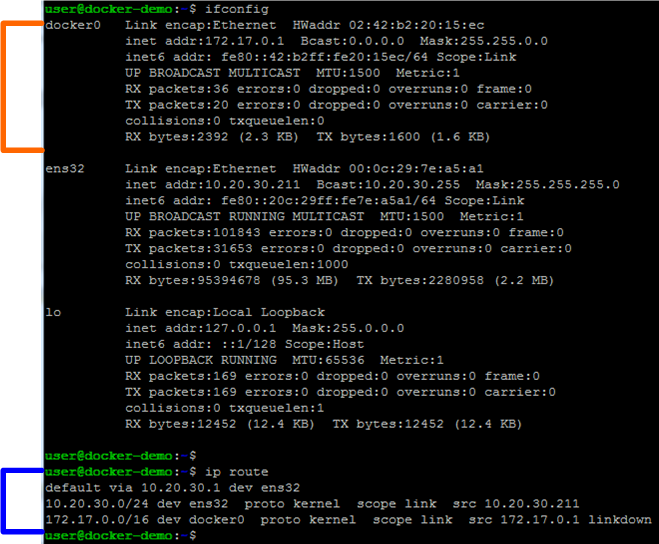 user@docker-demo:~$ ifconfig
docker0   Link encap:Ethernet  HWaddr 02:42:b2:20:15:ec
          inet addr:172.17.0.1  Bcast:0.0.0.0  Mask:255.255.0.0
          inet6 addr: fe80::42:b2ff:fe20:15ec/64 Scope:Link
          UP BROADCAST MULTICAST  MTU:1500  Metric:1
          RX packets:36 errors:0 dropped:0 overruns:0 frame:0
          TX packets:20 errors:0 dropped:0 overruns:0 carrier:0
          collisions:0 txqueuelen:0
          RX bytes:2392 (2.3 KB)  TX bytes:1600 (1.6 KB)

ens32     Link encap:Ethernet  HWaddr 00:0c:29:7e:a5:a1
          inet addr:10.20.30.211  Bcast:10.20.30.255  Mask:255.255.255.0
          inet6 addr: fe80::20c:29ff:fe7e:a5a1/64 Scope:Link
          UP BROADCAST RUNNING MULTICAST  MTU:1500  Metric:1
          RX packets:101843 errors:0 dropped:0 overruns:0 frame:0
          TX packets:31653 errors:0 dropped:0 overruns:0 carrier:0
          collisions:0 txqueuelen:1000
          RX bytes:95394678 (95.3 MB)  TX bytes:2280958 (2.2 MB)

lo        Link encap:Local Loopback
          inet addr:127.0.0.1  Mask:255.0.0.0
          inet6 addr: ::1/128 Scope:Host
          UP LOOPBACK RUNNING  MTU:65536  Metric:1
          RX packets:169 errors:0 dropped:0 overruns:0 frame:0
          TX packets:169 errors:0 dropped:0 overruns:0 carrier:0
          collisions:0 txqueuelen:1
          RX bytes:12452 (12.4 KB)  TX bytes:12452 (12.4 KB)

user@docker-demo:~$
user@docker-demo:~$ ip route
default via 10.20.30.1 dev ens32
10.20.30.0/24 dev ens32  proto kernel  scope link  src 10.20.30.211
172.17.0.0/16 dev docker0  proto kernel  scope link  src 172.17.0.1 linkdown
user@docker-demo:~$